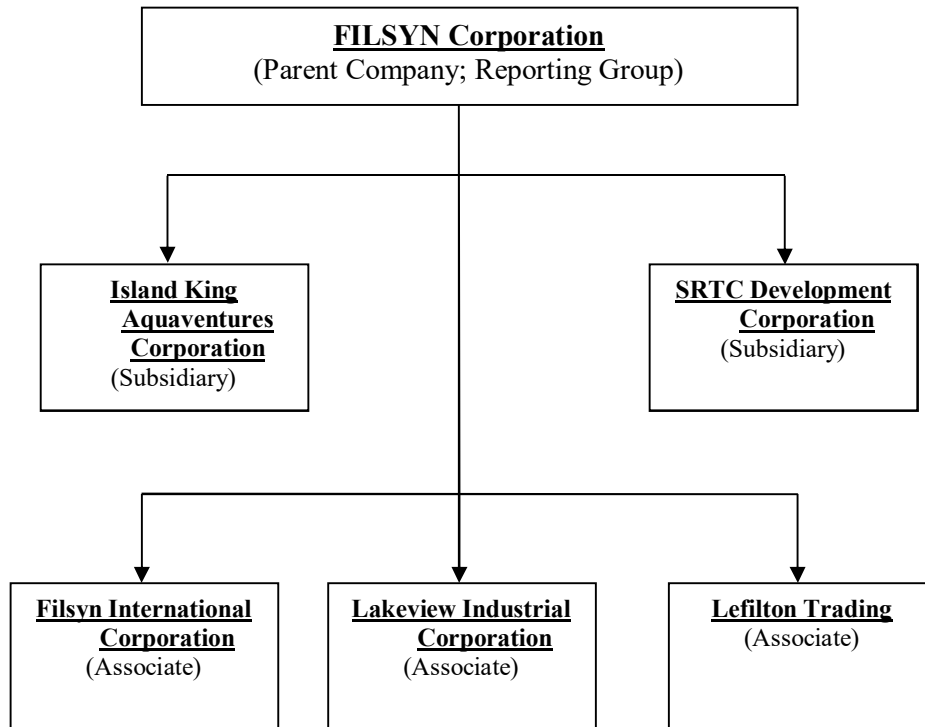 FILSYN Corporation
(Parent Company; Reporting Group)
Island King
Aquaventures
Corporation
(Subsidiary)
SRTC Development
Corporation
(Subsidiary)
Filsyn International
Corporation
(Associate)
Lakeview Industrial
Corporation
(Associate)
Lefilton Trading
(Associate)